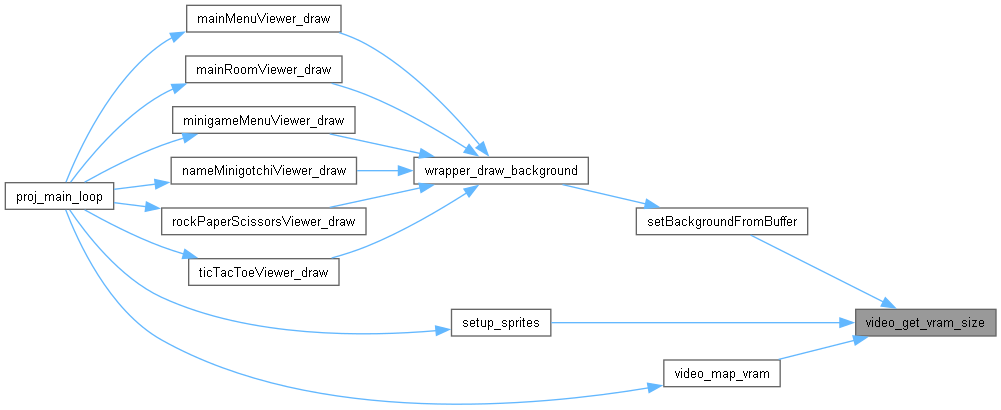 mainMenuViewer_draw
mainRoomViewer_draw
minigameMenuViewer_draw
wrapper_draw_background
nameMinigotchiViewer_draw
proj_main_loop
rockPaperScissorsViewer_draw
setBackgroundFromBuffer
ticTacToeViewer_draw
setup_sprites
video_get_vram_size
video_map_vram